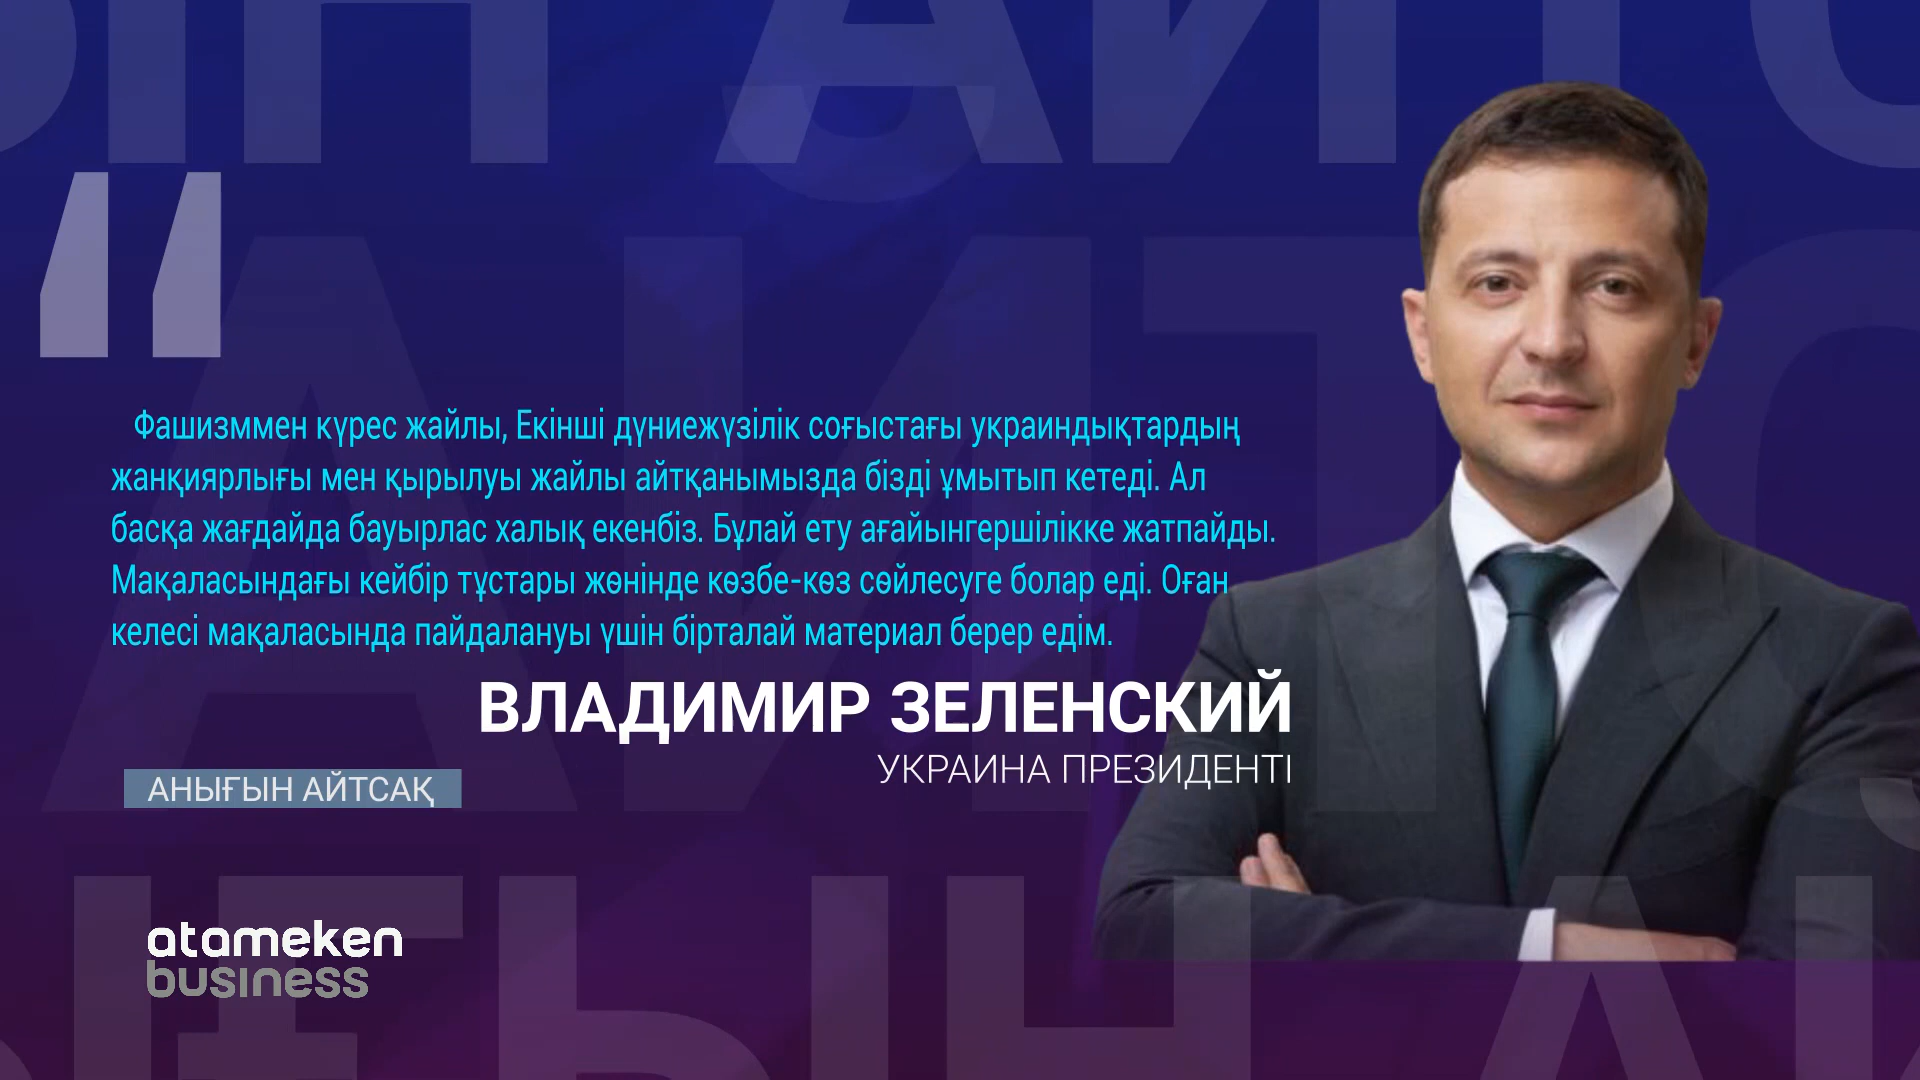 Фашизммен күрес жайлы, Екінші дүниежүзілік соғыстағы украиндықтардың
жанқиярлығы мен қырылуы жайлы айтқанымызда бізді ұмытып кетеді. Ал
басқа жағдайда бауырлас халық екенбіз. Бұлай ету ағайынгершілікке жатпайды.
Мақаласындағы кейбір тұстары жөнінде көзбе-көз сөйлесуге болар еді. Оған
келесі мақаласында пайдалануы үшін бірталай материал берер едім.
ВЛАДИМИР ЗЕЛЕНСКИЙ
УКРАИНА ПРЕЗИДЕНТІ
АНЫҒЫН АЙТСАҚ
atameken
business